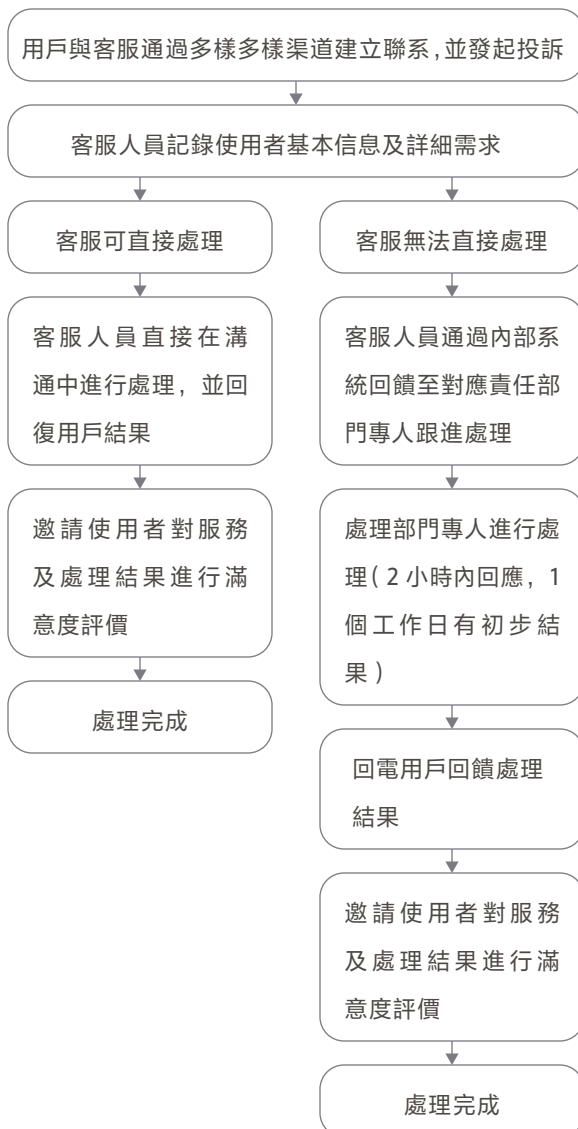 用戶與客服通過多樣多樣渠道建立聯系,並發起投訴
客服人員記錄使用者基本信息及詳細需求
客服可直接處理
客服人員直接在溝
通中進行處理，並回
復用戶結果
邀請使用者對服務
及處理結果進行滿
意度評價
處理完成
客服無法直接處理
客服人員通過內部系
統回饋至對應責任部
門專人跟進處理
處理部門專人進行處
理(2小時內回應，1
個工作日有初步結
果)
回電用戶回饋處理
結果
邀請使用者對服務
及處理結果進行滿
意度評價
處理完成